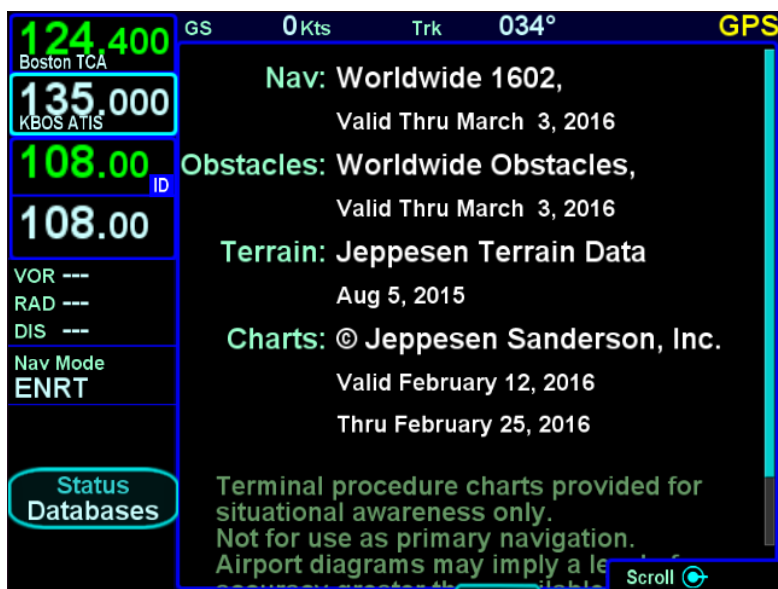 124.400
Boston TCA
135.000
KBOS ATIS
108.00
ID
108.00
VOR ---
RAD ---
DIS ---
Nav Mode
ENRT
Status
Databases
GS 0Kts Trk 034° GPS
Nav: Worldwide 1602,
Valid Thru March 3, 2016
Obstacles: Worldwide Obstacles,
Valid Thru March 3, 2016
Terrain: Jeppesen Terrain Data
Aug 5, 2015
Charts: © Jeppesen Sanderson, Inc.
Valid February 12, 2016
Thru February 25, 2016
Terminal procedure charts provided for
situational awareness only.
Not for use as primary navigation.
Airport diagrams may imply a
accuracy greater
Scroll